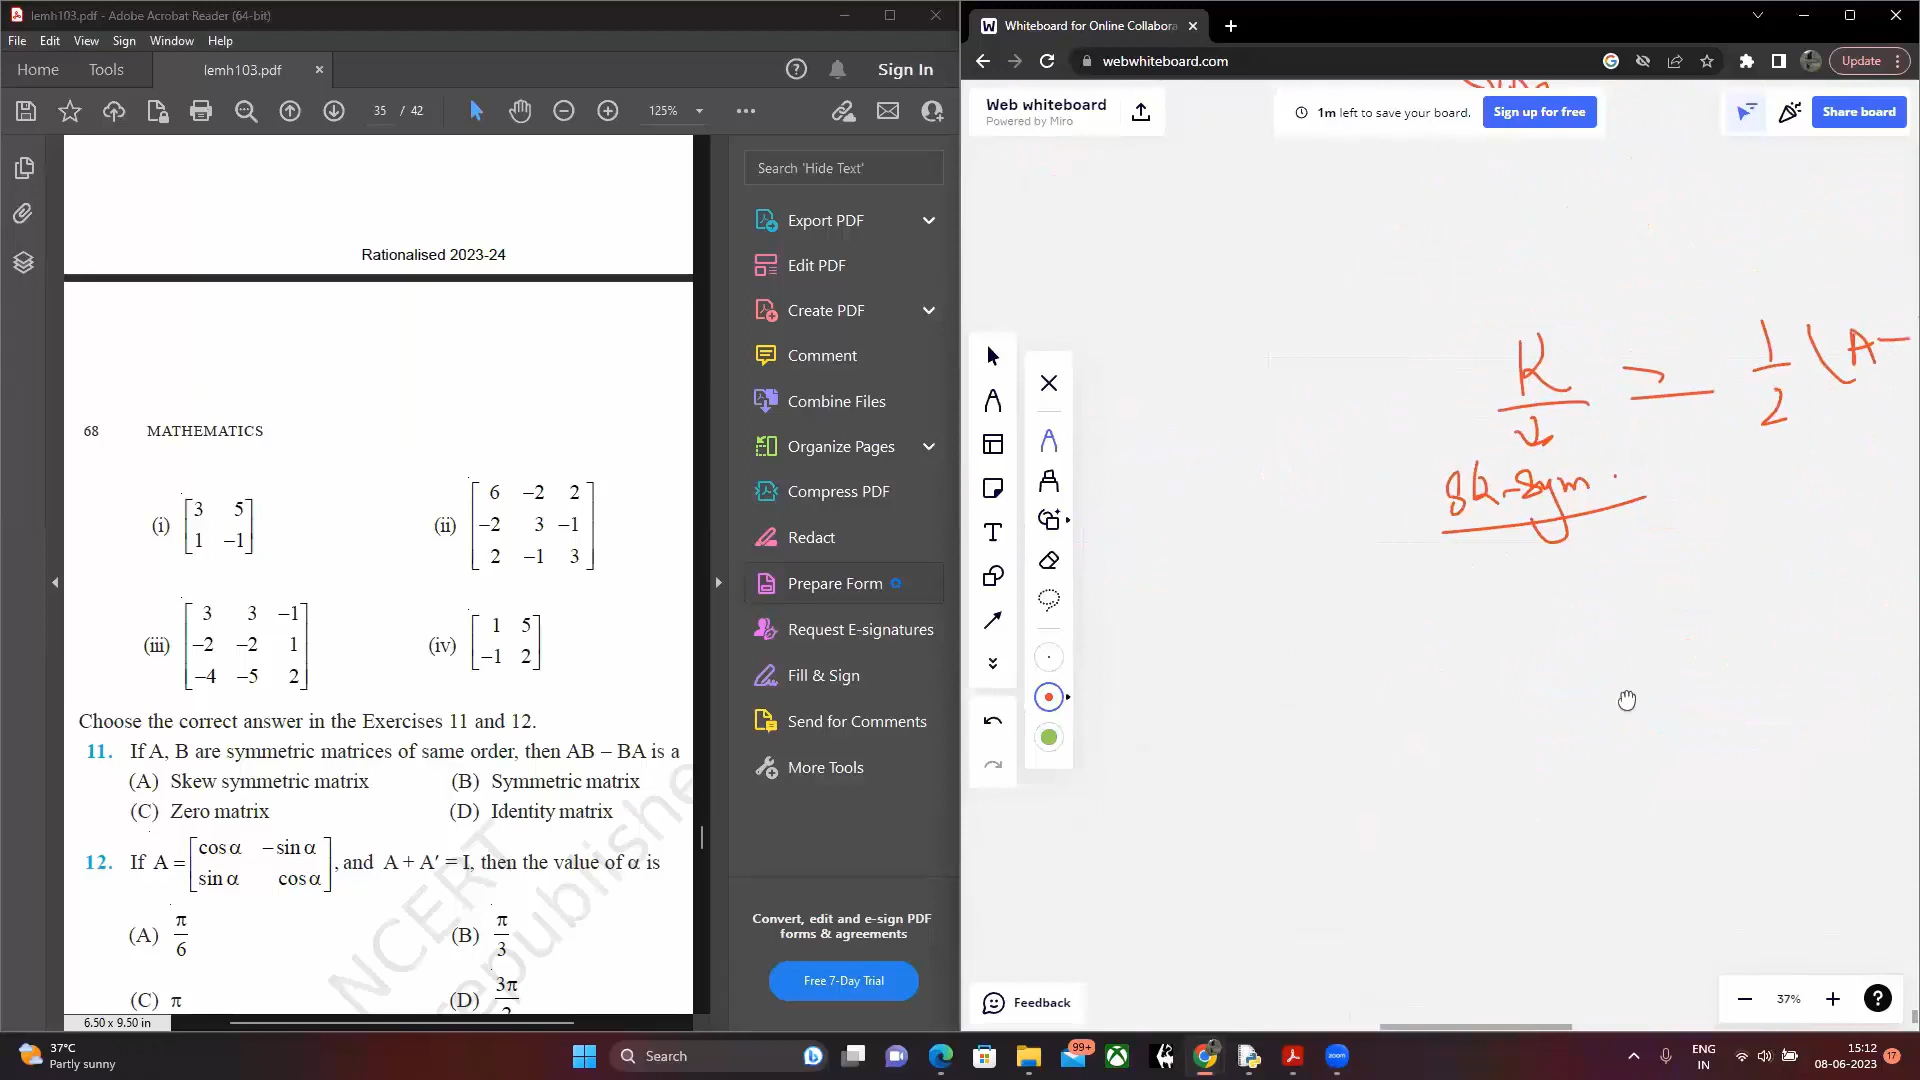 lemh103.pdf - Adobe Acrobat Reader (64-bit)
File Edit View Sign Window Help
Home Tools lemh103.pdf Sign In
35 / 42 125%
Rationalised 2023-24
68 MATHEMATICS
(i) [3 5
1 –1]
(ii) [6 –2 2
–2 3 –1
2 –1 3]
(iii) [3 3 –1
–2 –2 1
–4 –5 2]
(iv) [1 5
–1 2]
Choose the correct answer in the Exercises 11 and 12.
11. If A, B are symmetric matrices of same order, then AB – BA is a
(A) Skew symmetric matrix (B) Symmetric matrix
(C) Zero matrix (D) Identity matrix
12. If A = [cos α – sin α
sin α cos α], and A + A′ = I, then the value of α is
(A) π/6 (B) π/3
(C) π (D) 3π/2
NCERT
republishe
6.50 x 9.50 in
Search 'Hide Text'
Export PDF
Edit PDF
Create PDF
Comment
Combine Files
Organize Pages
Compress PDF
Redact
Prepare Form
Request E-signatures
Fill & Sign
Send for Comments
More Tools
Convert, edit and e-sign PDF
forms & agreements
Free 7-Day Trial
Whiteboard for Online Collabora
webwhiteboard.com
Update
Web whiteboard
Powered by Miro
1m left to save your board.
Sign up for free
Share board
K = 1/2 (A –
Sk-Sym.
Feedback
37%
37°C
Partly sunny
Search
99+
zoom
ENG
IN
15:12
08-06-2023
17